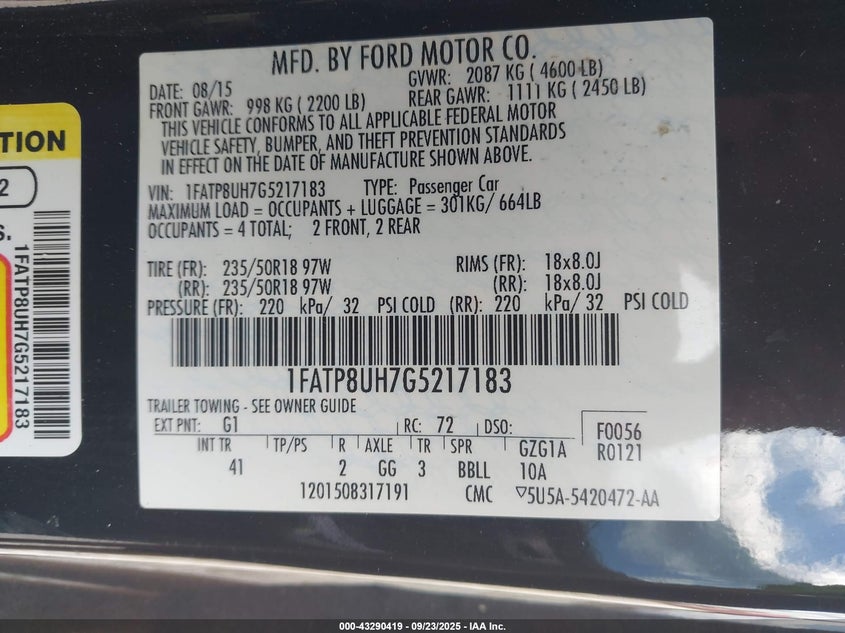 MFD. BY FORD MOTOR CO.
DATE: 08/15 GVWR: 2087 KG (4600 LB)
FRONT GAWR: 998 KG (2200 LB) REAR GAWR: 1111 KG (2450 LB)
THIS VEHICLE CONFORMS TO ALL APPLICABLE FEDERAL MOTOR
VEHICLE SAFETY, BUMPER, AND THEFT PREVENTION STANDARDS
IN EFFECT ON THE DATE OF MANUFACTURE SHOWN ABOVE.
VIN: 1FATP8UH7G5217183 TYPE: Passenger Car
MAXIMUM LOAD = OCCUPANTS + LUGGAGE = 301KG/ 664LB
OCCUPANTS = 4 TOTAL; 2 FRONT, 2 REAR
TIRE (FR): 235/50R18 97W RIMS (FR): 18x8.0J
(RR): 235/50R18 97W (RR): 18x8.0J
PRESSURE (FR): 220 kPa/ 32 PSI COLD (RR): 220 kPa/ 32 PSI COLD
1FATP8UH7G5217183
TRAILER TOWING - SEE OWNER GUIDE
EXT PNT: G1 RC: 72 DSO: F0056
INT TR TP/PS R AXLE TR SPR GZG1A R0121
41 2 GG 3 BBLL 10A
1201508317191 CMC ▽5U5A-5420472-AA
TION
2
S.
1FATP8UH7G5217183
000-43290419 - 09/23/2025 - IAA Inc.